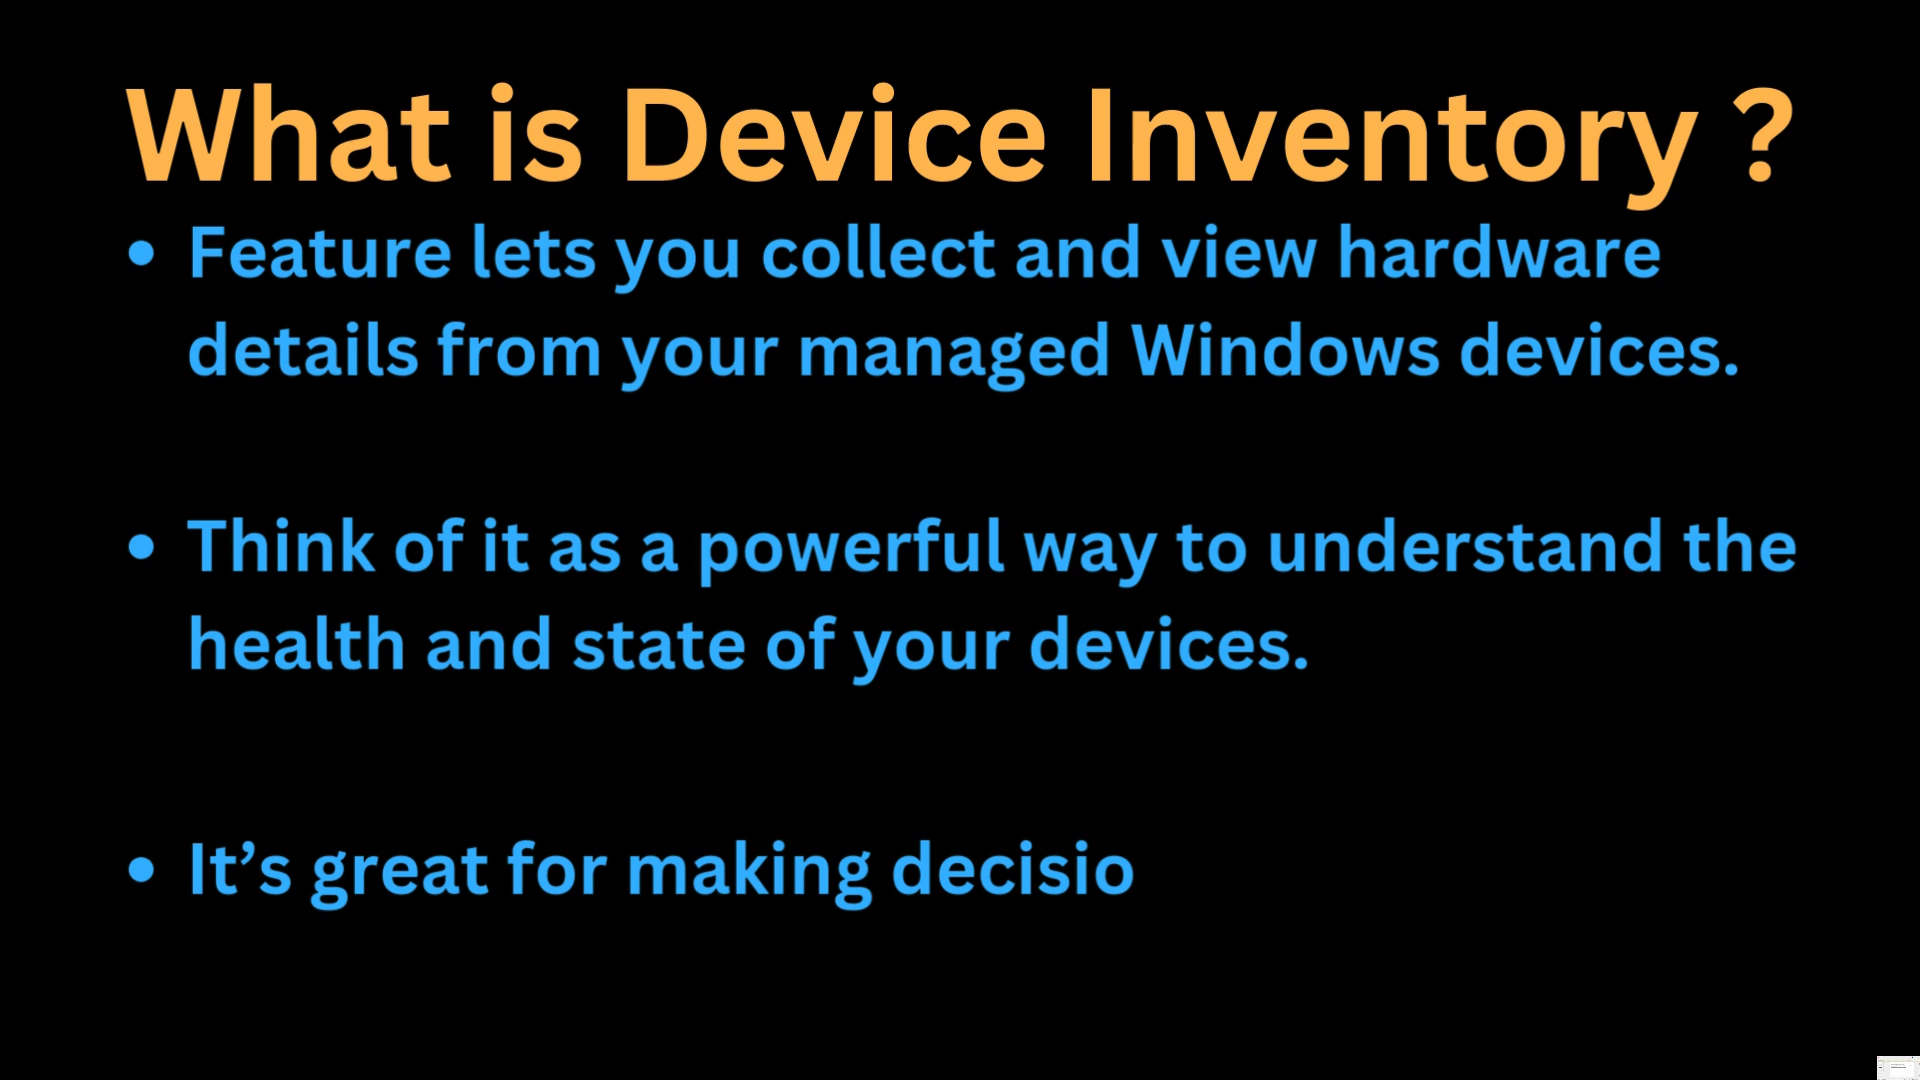 What is Device Inventory ?
• Feature lets you collect and view hardware
details from your managed Windows devices.
• Think of it as a powerful way to understand the
health and state of your devices.
• It’s great for making decisio